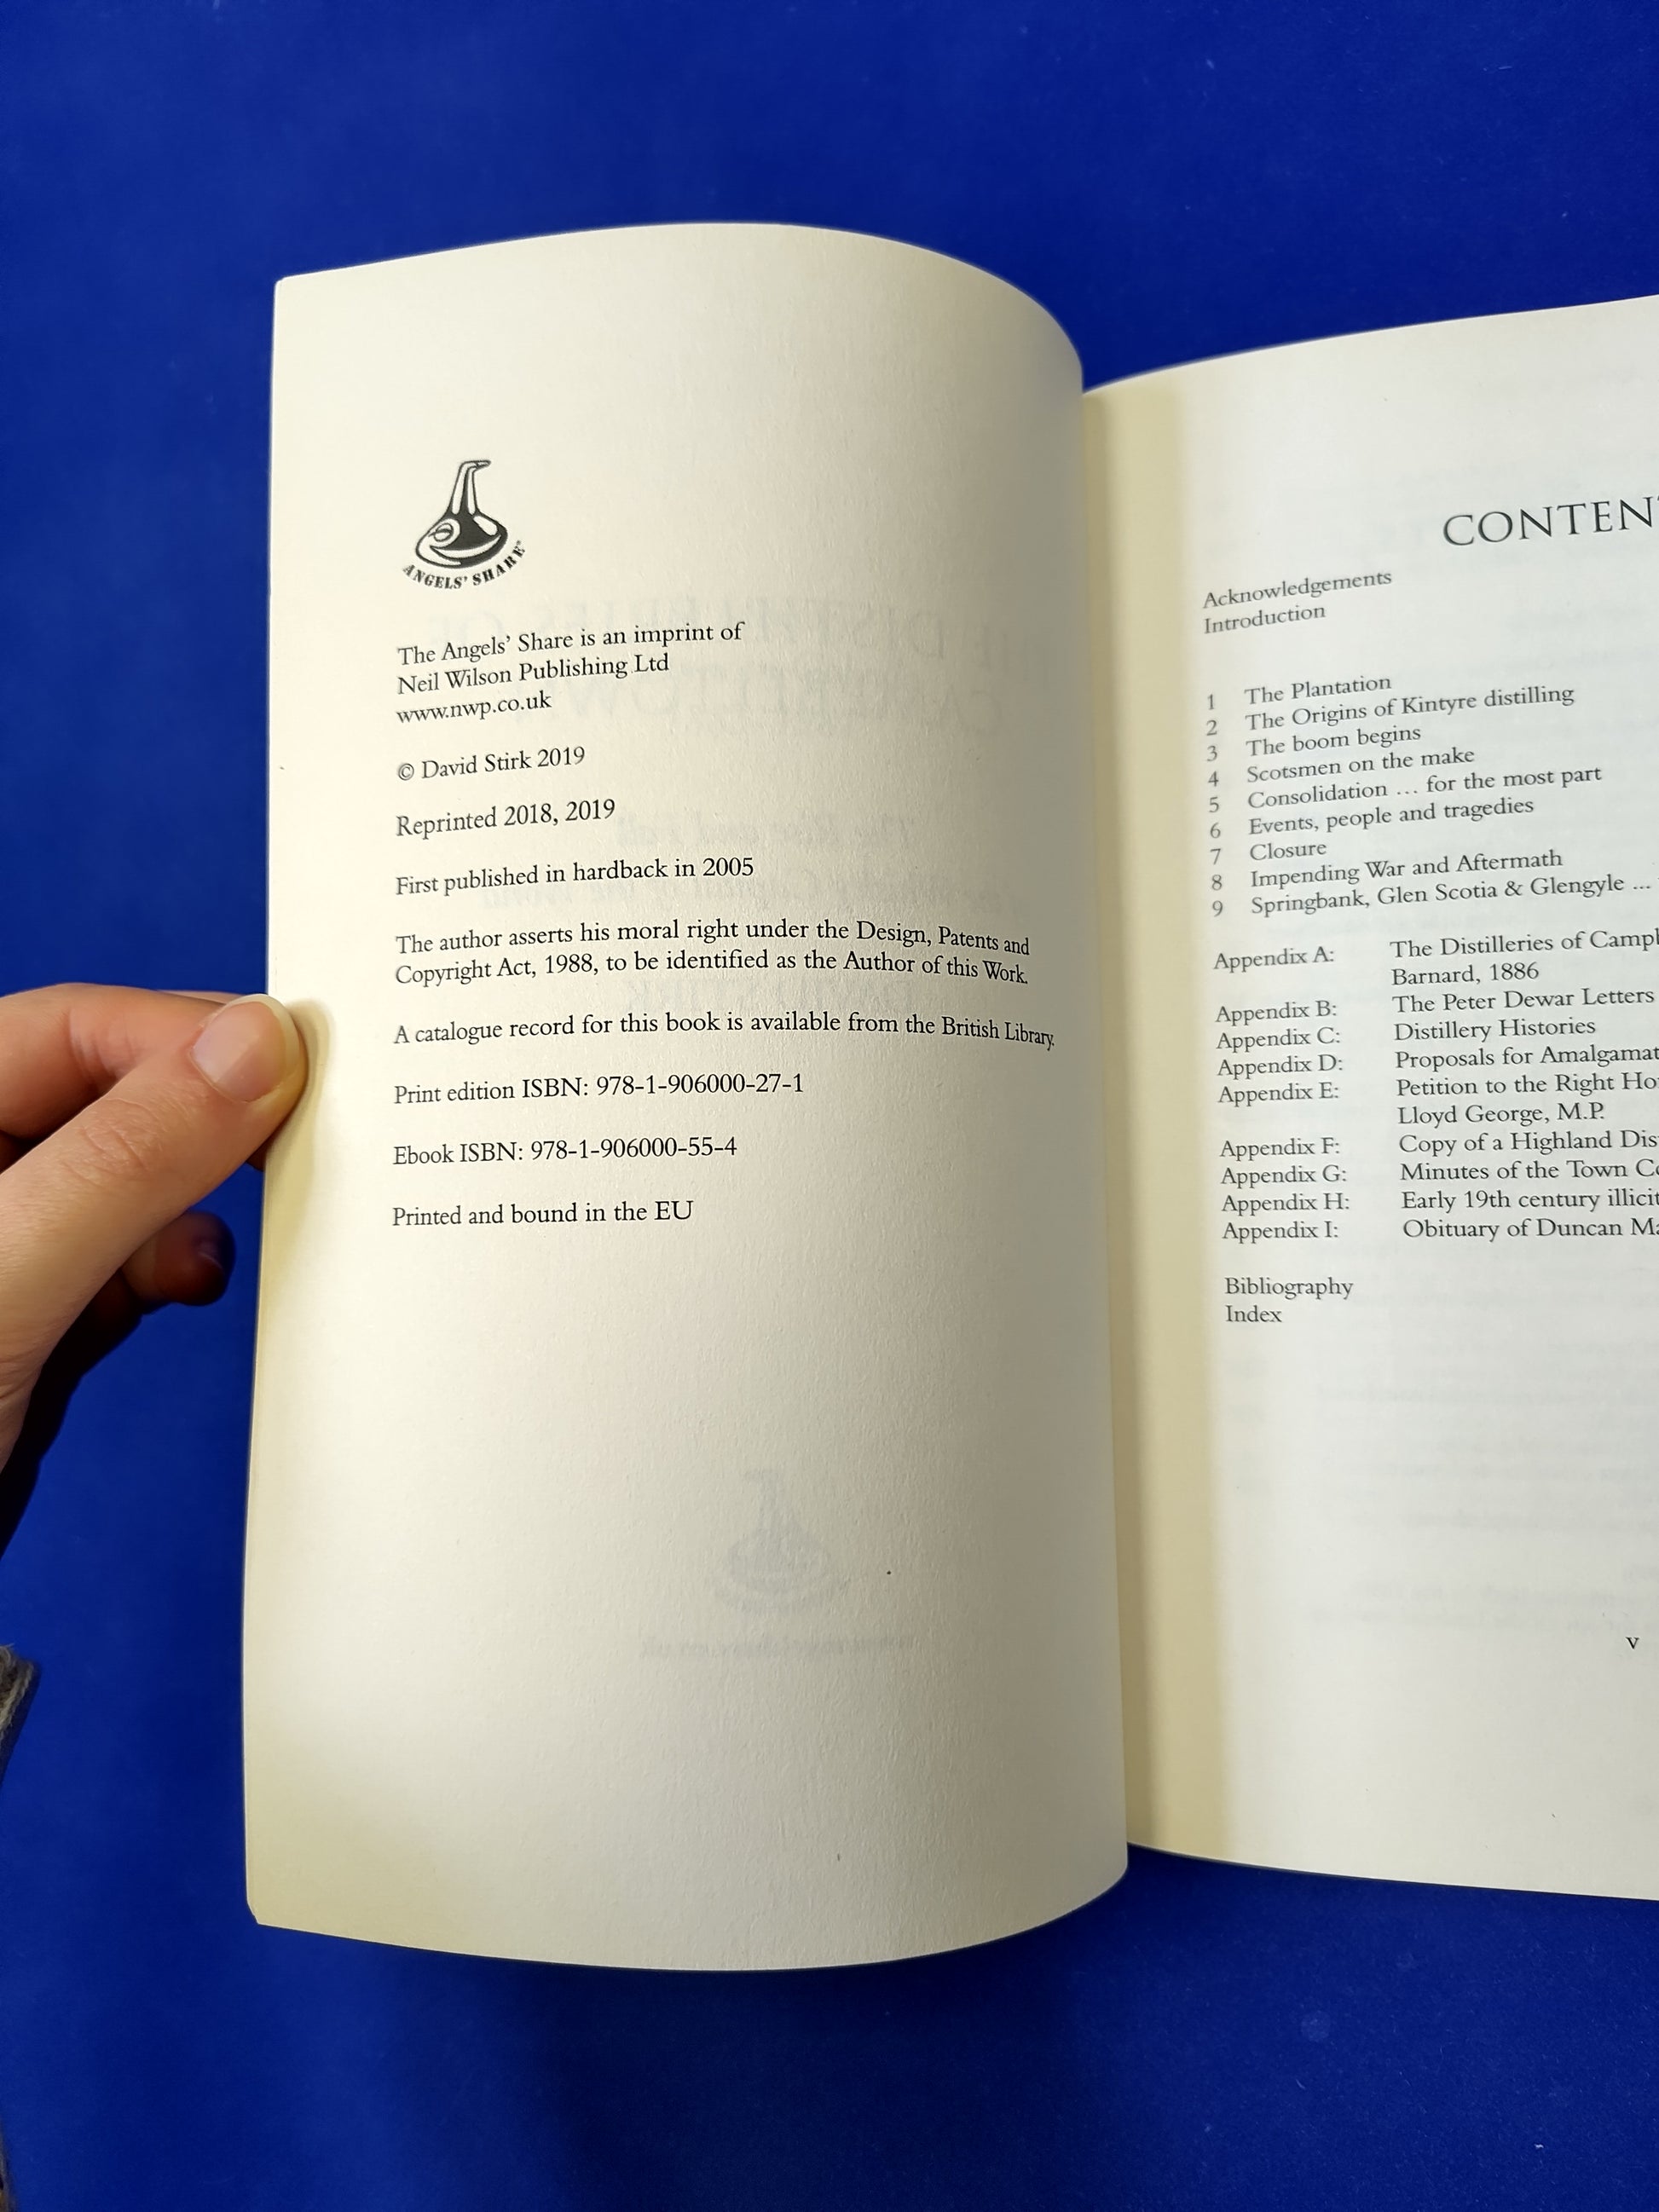 ANGELS' SHARE
The Angels' Share is an imprint of
Neil Wilson Publishing Ltd
www.nwp.co.uk
© David Stirk 2019
Reprinted 2018, 2019
First published in hardback in 2005
The author asserts his moral right under the Design, Patents and
Copyright Act, 1988, to be identified as the Author of this Work.
A catalogue record for this book is available from the British Library.
Print edition ISBN: 978-1-906000-27-1
Ebook ISBN: 978-1-906000-55-4
Printed and bound in the EU
CONTEN
Acknowledgements
Introduction
1 The Plantation
2 The Origins of Kintyre distilling
3 The boom begins
4 Scotsmen on the make
5 Consolidation ... for the most part
6 Events, people and tragedies
7 Closure
8 Impending War and Aftermath
9 Springbank, Glen Scotia & Glengyle ...
Appendix A: The Distilleries of Campb
Barnard, 1886
Appendix B: The Peter Dewar Letters
Appendix C: Distillery Histories
Appendix D: Proposals for Amalgamat
Appendix E: Petition to the Right Ho
Lloyd George, M.P.
Appendix F: Copy of a Highland Dis
Appendix G: Minutes of the Town Co
Appendix H: Early 19th century illicit
Appendix I: Obituary of Duncan Ma
Bibliography
Index
v